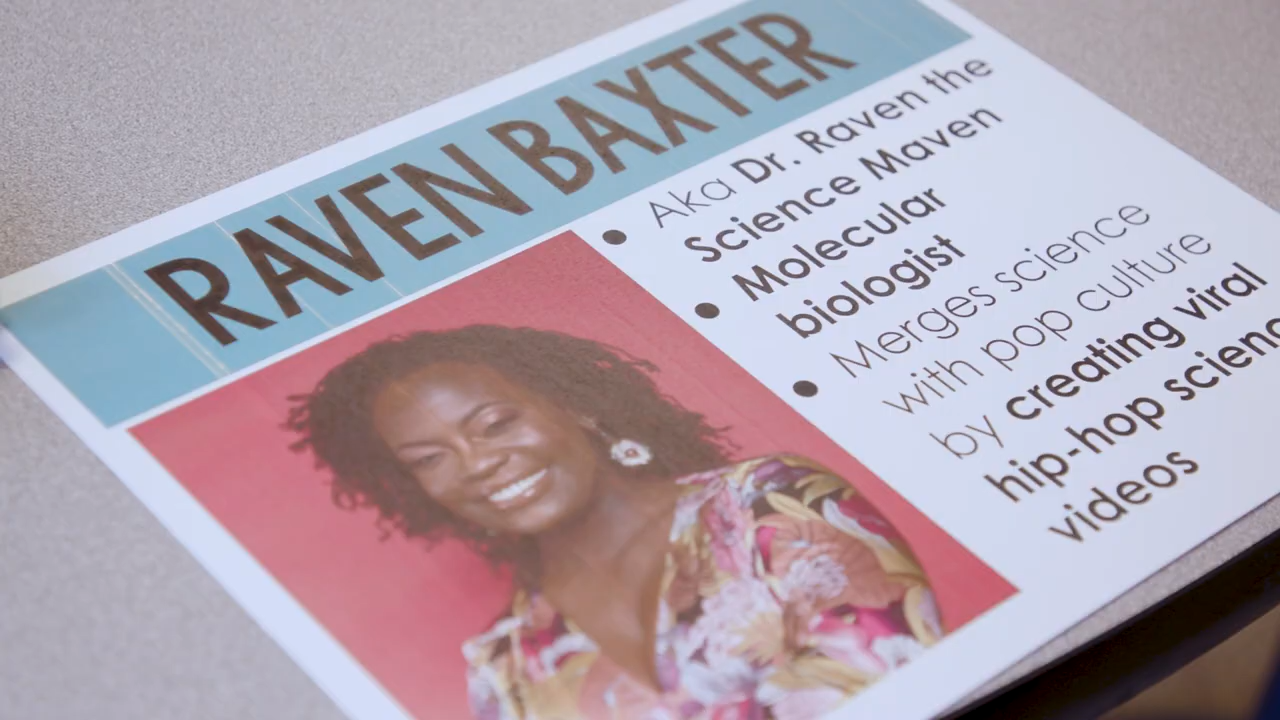 RAVEN BAXTER
• Aka Dr. Raven the
Science Maven
• Molecular
biologist
• Merges science
with pop culture
by creating viral
hip-hop
videos